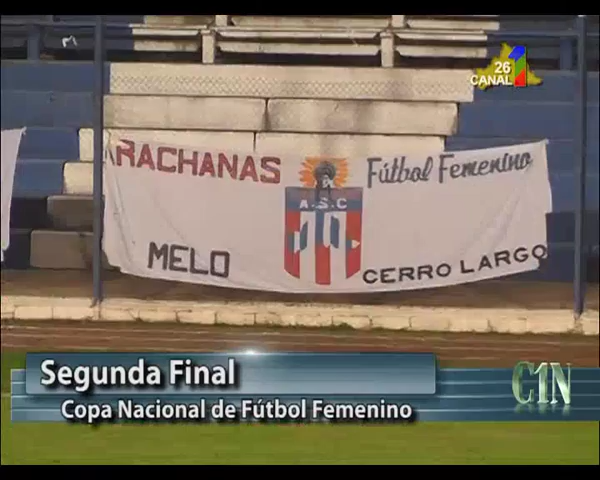 26
CANAL
ARACHANAS
Fútbol Femenino
A.S.C
MELO
CERRO LARGO
Segunda Final
Copa Nacional de Fútbol Femenino
C1N